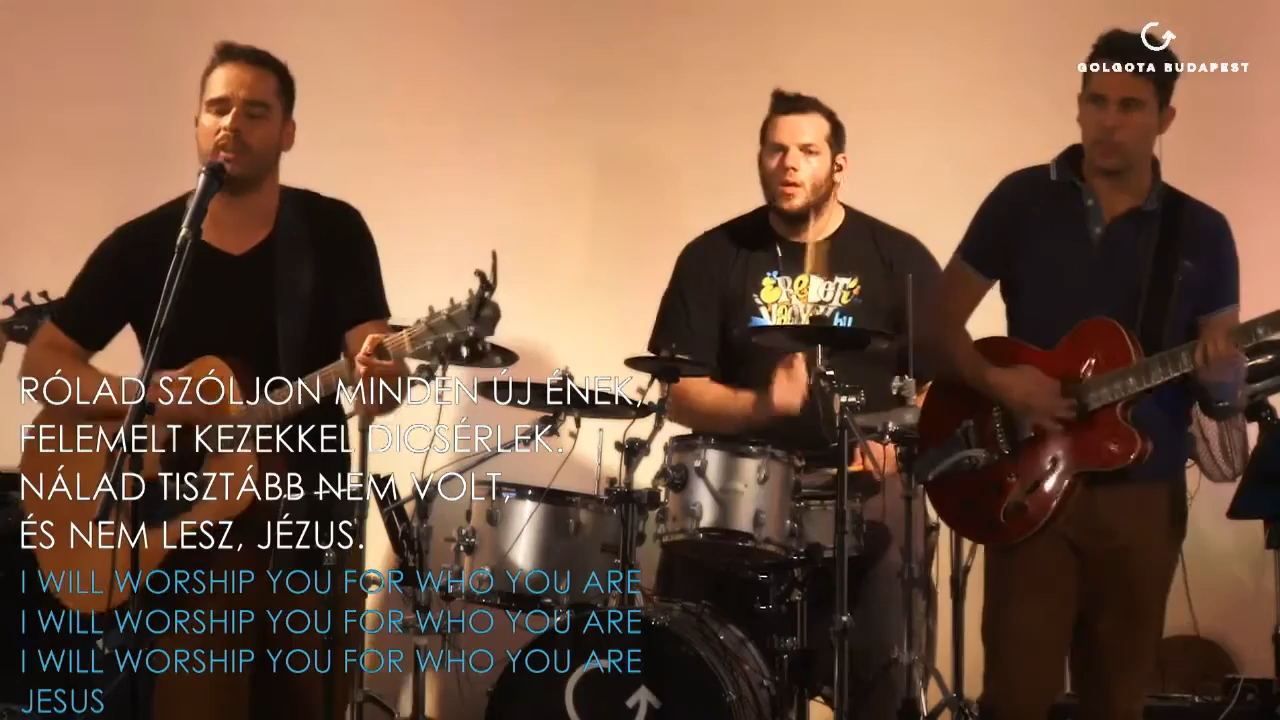 GOLGOTA BUDAPEST
RÓLAD SZÓLJON MINDEN ÚJ ÉNEK,
FELEMELT KEZEKKEL DICSÉRLEK.
NÁLAD TISZTÁBB NEM VOLT,
ÉS NEM LESZ, JÉZUS.
I WILL WORSHIP YOU FOR WHO YOU ARE
I WILL WORSHIP YOU FOR WHO YOU ARE
I WILL WORSHIP YOU FOR WHO YOU ARE
JESUS